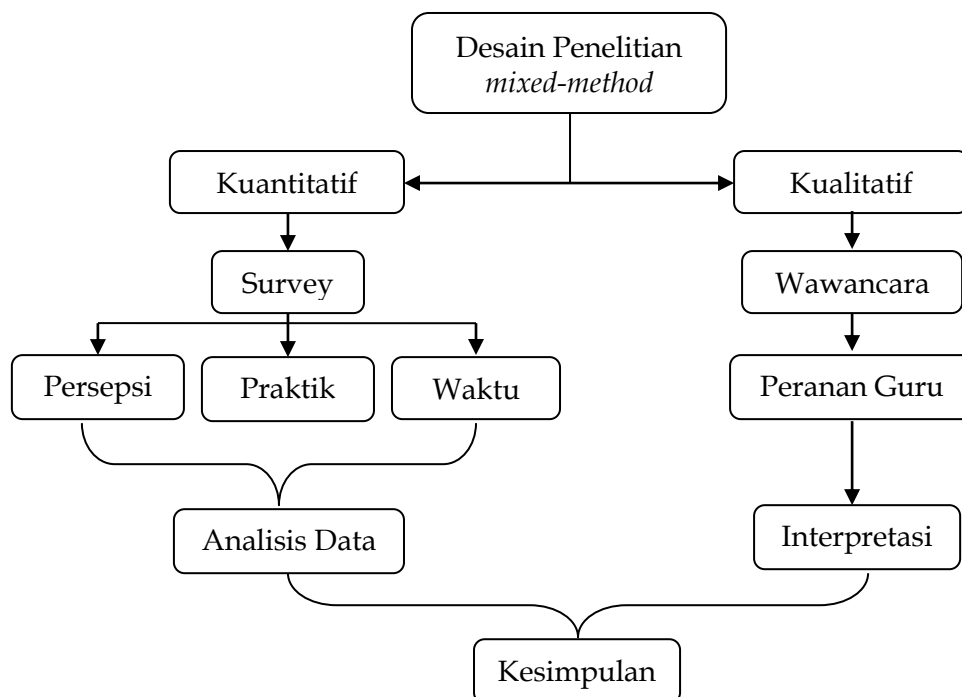 Desain Penelitian
mixed-method
Kuantitatif
Kualitatif
Survey
Wawancara
Persepsi
Praktik
Waktu
Peranan Guru
Analisis Data
Interpretasi
Kesimpulan